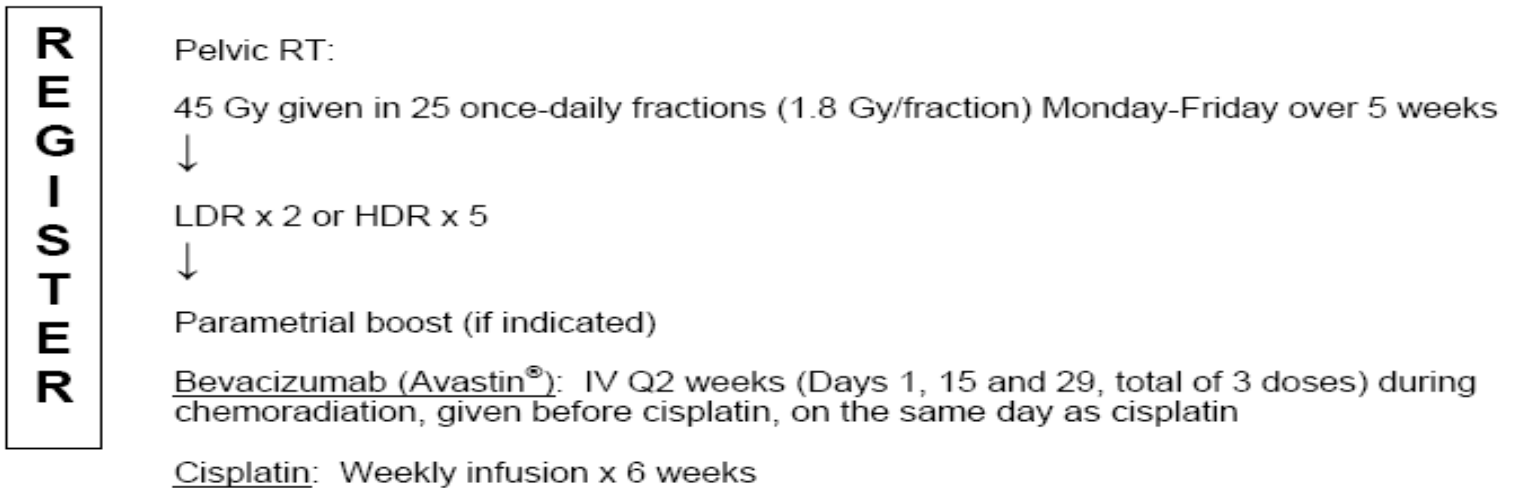 REGISTER
Pelvic RT:
45 Gy given in 25 once-daily fractions (1.8 Gy/fraction) Monday-Friday over 5 weeks
↓
LDR x 2 or HDR x 5
↓
Parametrial boost (if indicated)
Bevacizumab (Avastin®): IV Q2 weeks (Days 1, 15 and 29, total of 3 doses) during
chemoradiation, given before cisplatin, on the same day as cisplatin
Cisplatin: Weekly infusion x 6 weeks